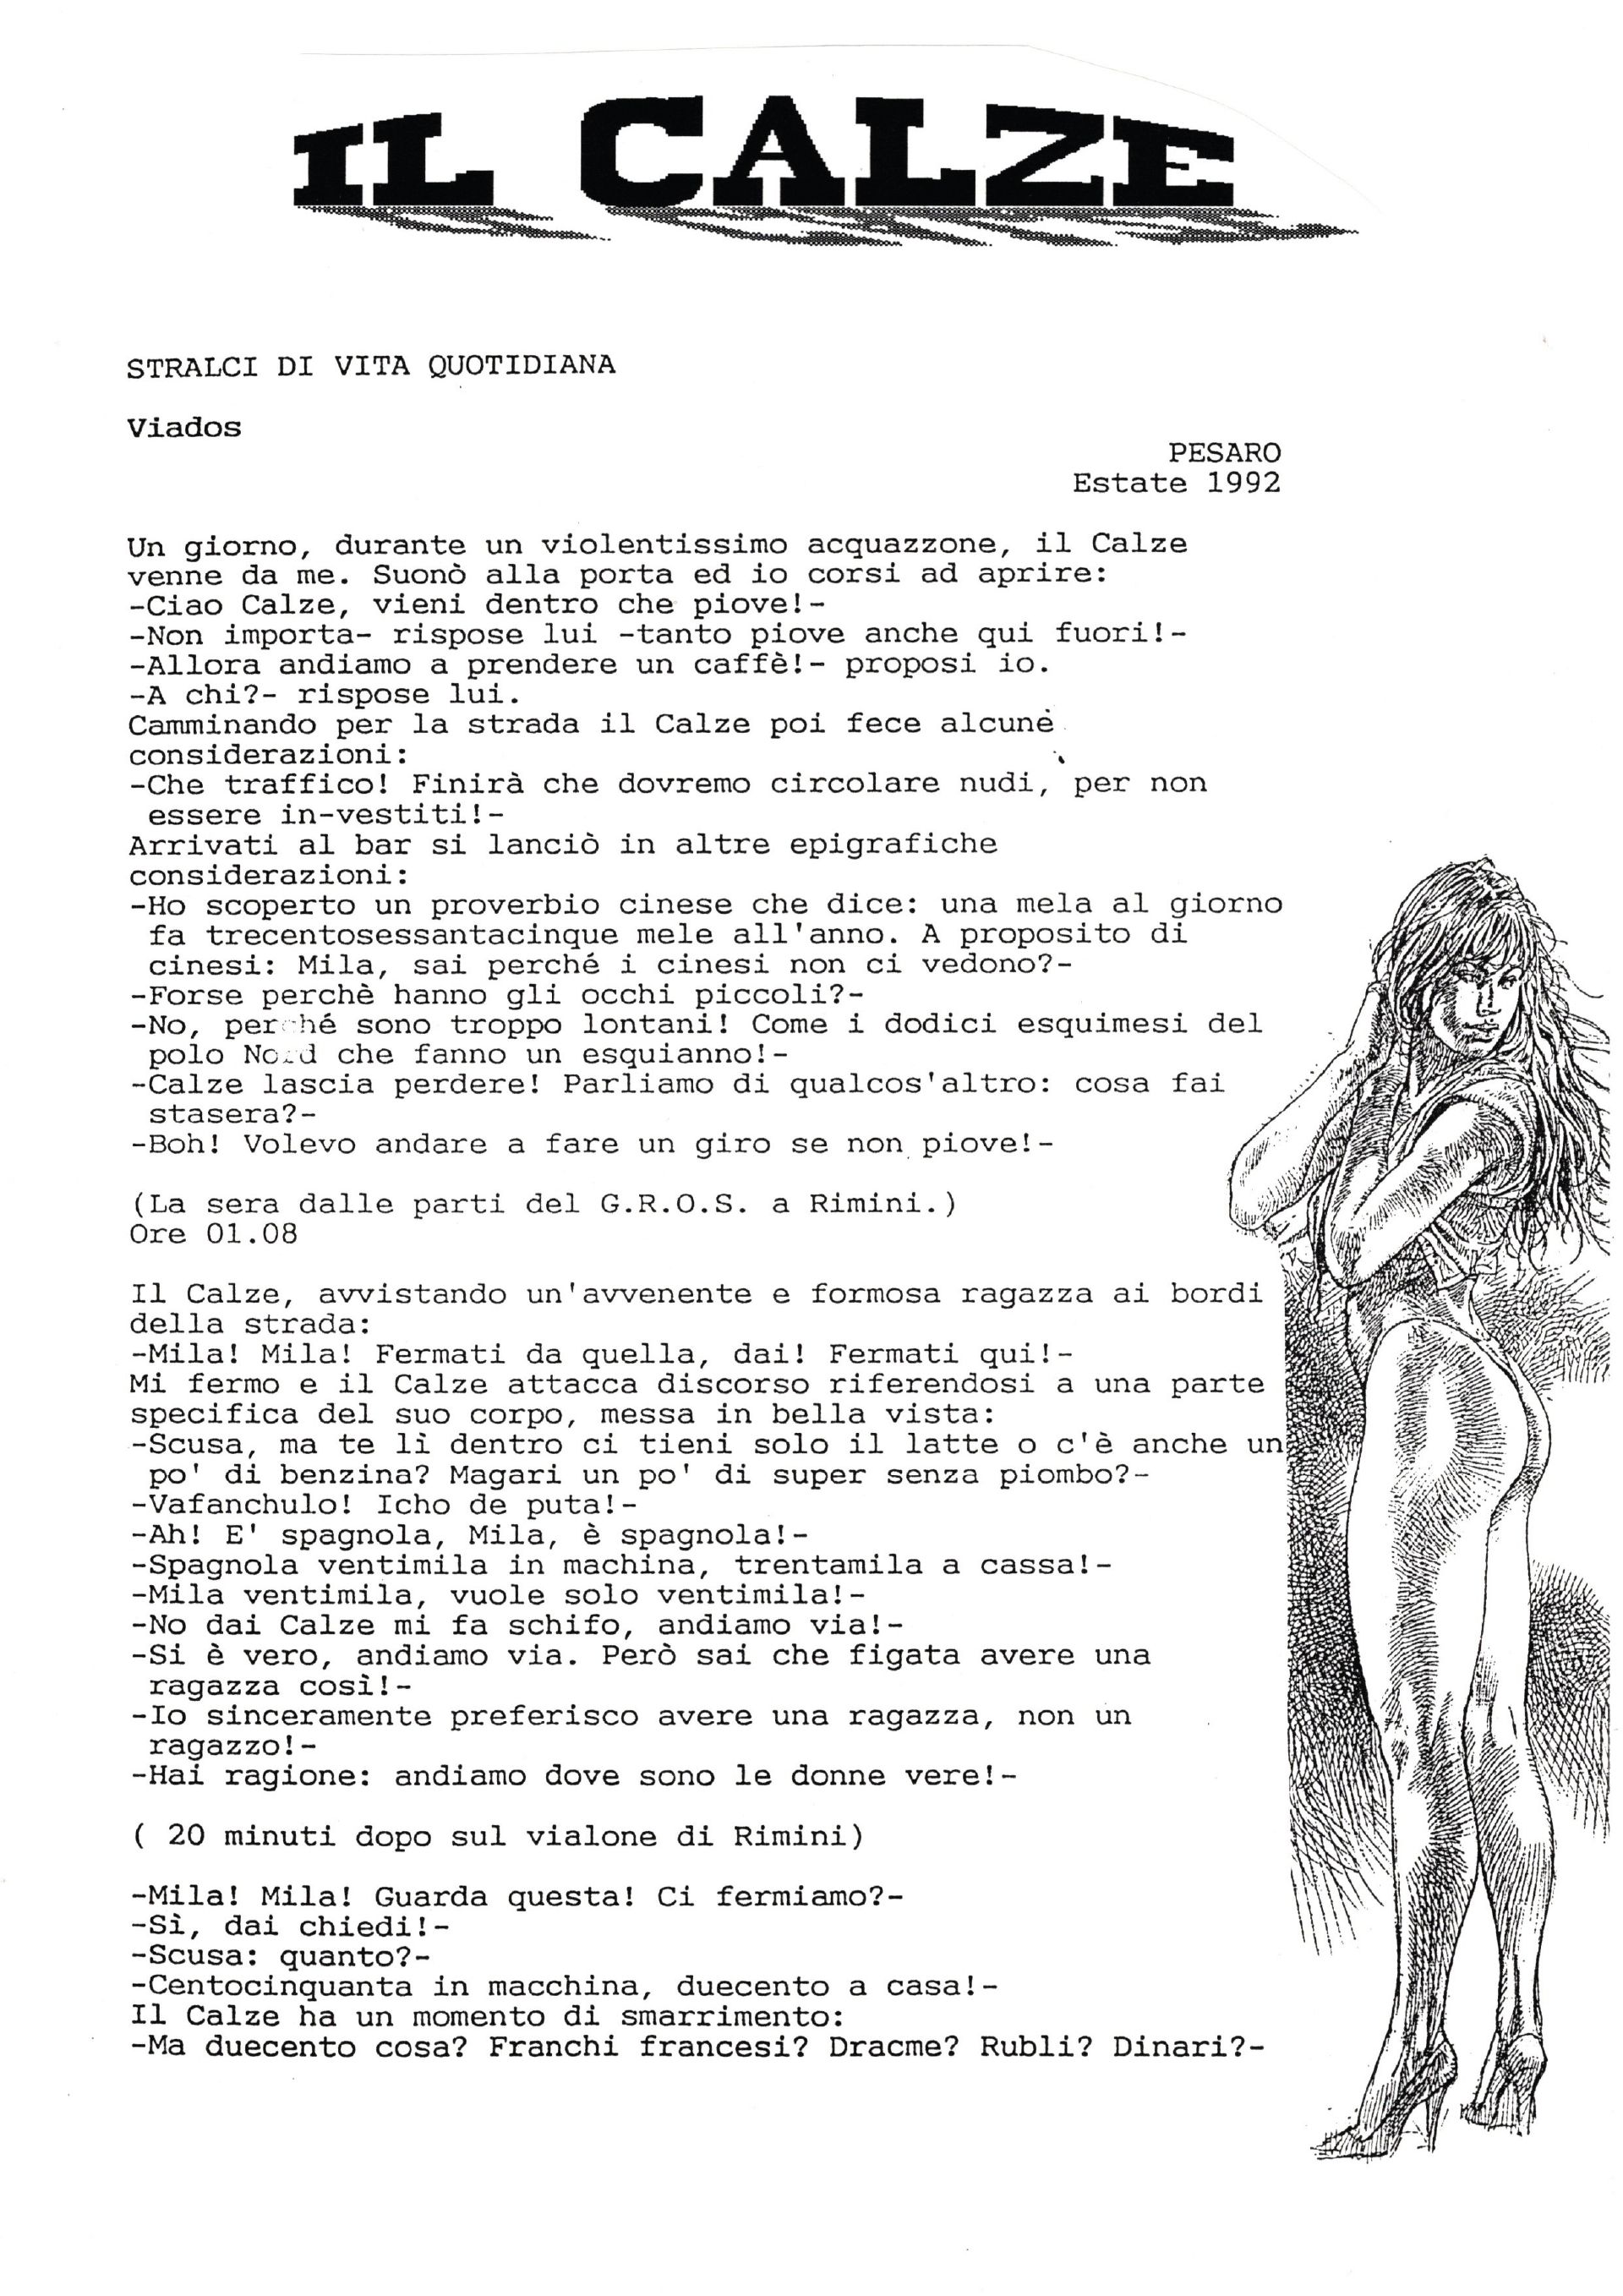 IL CALZE
STRALCI DI VITA QUOTIDIANA
Viados
PESARO
Estate 1992
Un giorno, durante un violentissimo acquazzone, il Calze
venne da me. Suonò alla porta ed io corsi ad aprire:
-Ciao Calze, vieni dentro che piove!-
-Non importa- rispose lui -tanto piove anche qui fuori!-
-Allora andiamo a prendere un caffè!- proposi io.
-A chi?- rispose lui.
Camminando per la strada il Calze poi fece alcune
considerazioni:
-Che traffico! Finirà che dovremo circolare nudi, per non
essere in-vestiti!-
Arrivati al bar si lanciò in altre epigrafiche
considerazioni:
-Ho scoperto un proverbio cinese che dice: una mela al giorno
fa trecentosessantacinque mele all'anno. A proposito di
cinesi: Mila, sai perché i cinesi non ci vedono?-
-Forse perchè hanno gli occhi piccoli?-
-No, perché sono troppo lontani! Come i dodici esquimesi del
polo Nord che fanno un esquianno!-
-Calze lascia perdere! Parliamo di qualcos'altro: cosa fai
stasera?-
-Boh! Volevo andare a fare un giro se non piove!-
(La sera dalle parti del G.R.O.S. a Rimini.)
Ore 01.08
Il Calze, avvistando un'avvenente e formosa ragazza ai bordi
della strada:
-Mila! Mila! Fermati da quella, dai! Fermati qui!-
Mi fermo e il Calze attacca discorso riferendosi a una parte
specifica del suo corpo, messa in bella vista:
-Scusa, ma te lì dentro ci tieni solo il latte o c'è anche un
po' di benzina? Magari un po' di super senza piombo?-
-Vafanchulo! Icho de puta!-
-Ah! E' spagnola, Mila, è spagnola!-
-Spagnola ventimila in machina, trentamila a cassa!-
-Mila ventimila, vuole solo ventimila!-
-No dai Calze mi fa schifo, andiamo via!-
-Si è vero, andiamo via. Però sai che figata avere una
ragazza così!-
-Io sinceramente preferisco avere una ragazza, non un
ragazzo!-
-Hai ragione: andiamo dove sono le donne vere!-
( 20 minuti dopo sul vialone di Rimini)
-Mila! Mila! Guarda questa! Ci fermiamo?-
-Sì, dai chiedi!-
-Scusa: quanto?-
-Centocinquanta in macchina, duecento a casa!-
Il Calze ha un momento di smarrimento:
-Ma duecento cosa? Franchi francesi? Dracme? Rubli? Dinari?-